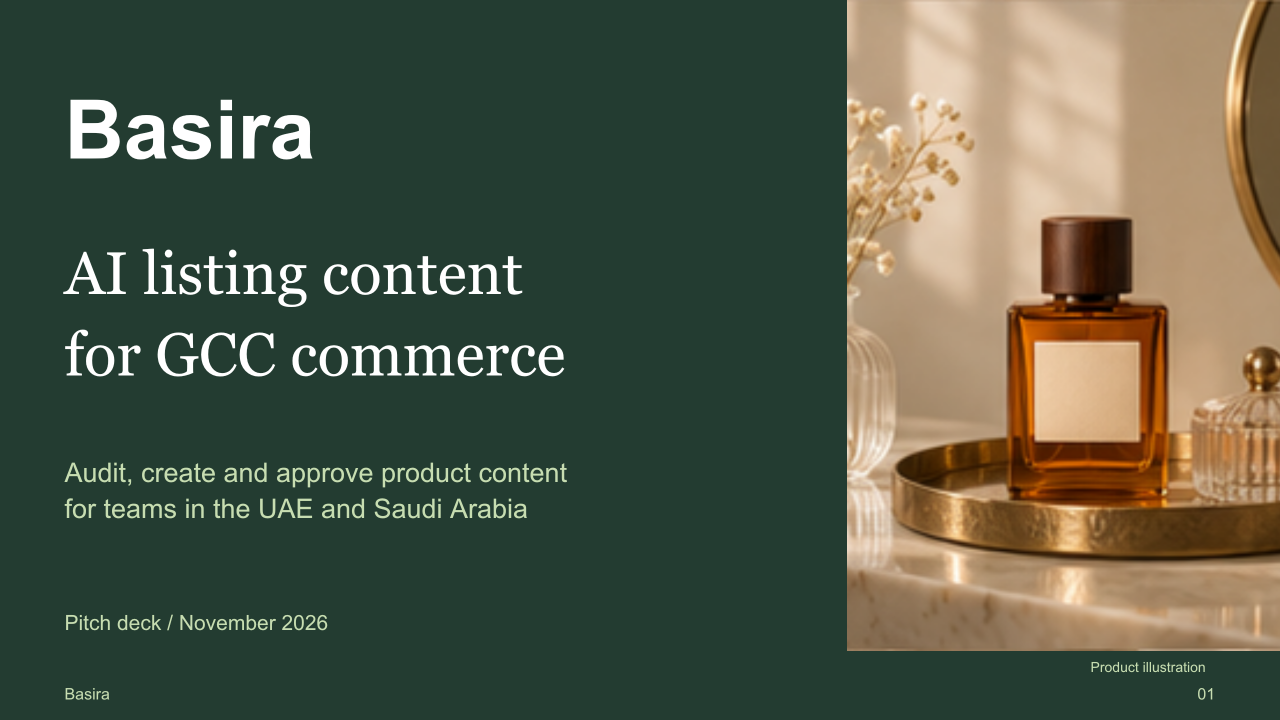 Basira
AI listing content
for GCC commerce
Audit, create and approve product content
for teams in the UAE and Saudi Arabia
Pitch deck / November 2026
Product illustration
Basira
01